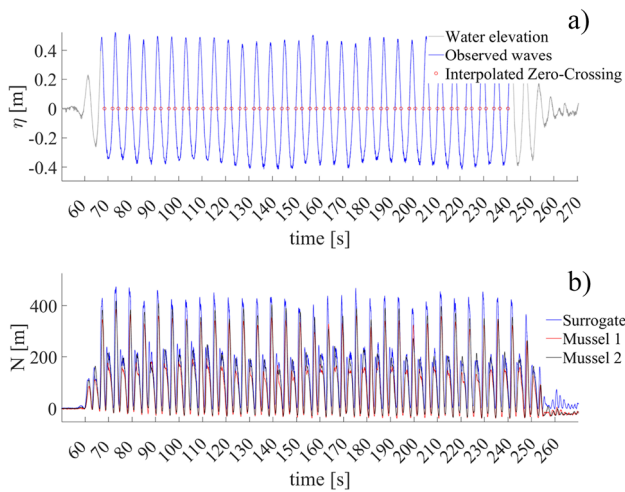 a)
Water elevation
Observed waves
Interpolated Zero-Crossing
η [m]
0.4
0.2
0
-0.2
-0.4
60 70 80 90 100 110 120 130 140 150 160 170 180 190 200 210 220 230 240 250 260 270
time [s]
b)
Surrogate
Mussel 1
Mussel 2
N [m]
400
200
0
60 70 80 90 100 110 120 130 140 150 160 170 180 190 200 210 220 230 240 250 260
time [s]